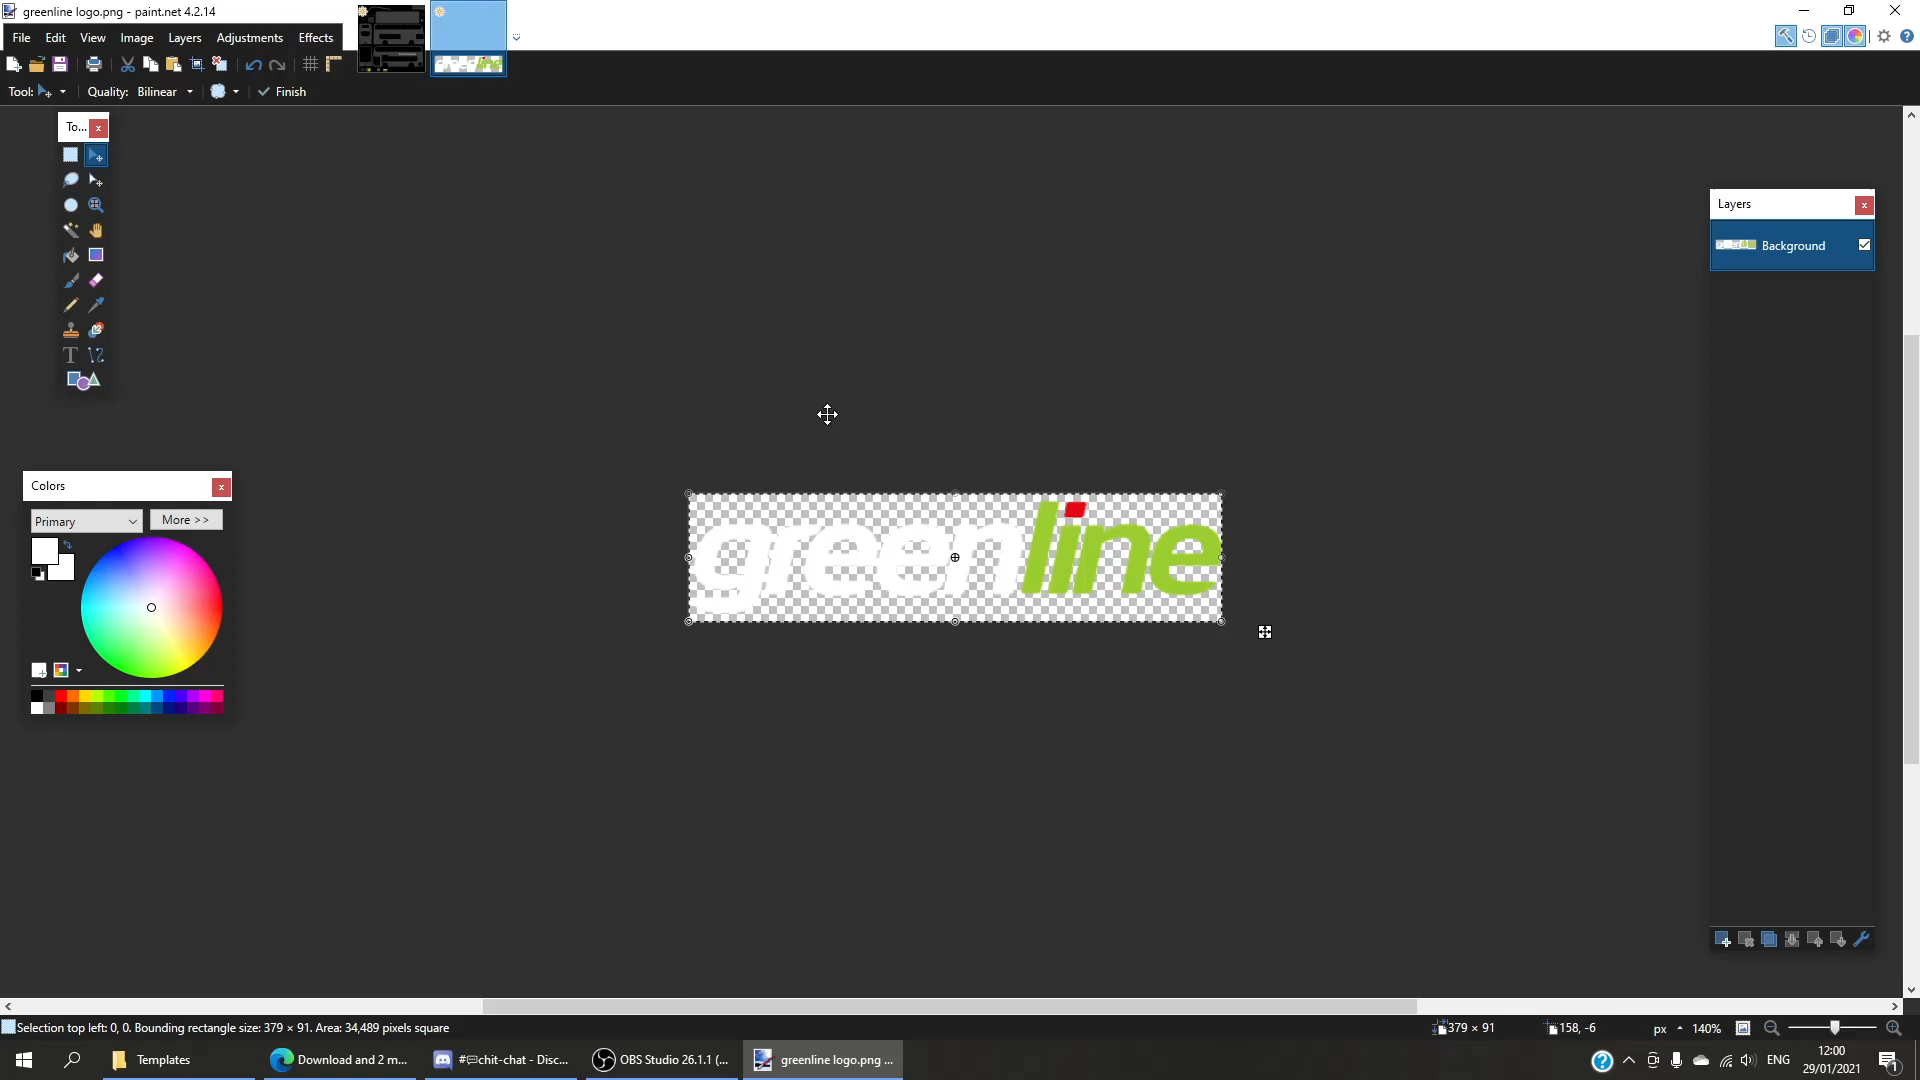 greenline logo.png - paint.net 4.2.14
File Edit View Image Layers Adjustments Effects
Tool: Quality: Bilinear Finish
To...
Layers
Background
greenline
Colors
Primary More >>
Selection top left: 0, 0. Bounding rectangle size: 379 × 91. Area: 34,489 pixels square
379 × 91 158, -6 px 140%
Templates Download and 2 m... #chit-chat - Disc... OBS Studio 26.1.1 (... greenline logo.png ... ENG
12:00
29/01/2021
1